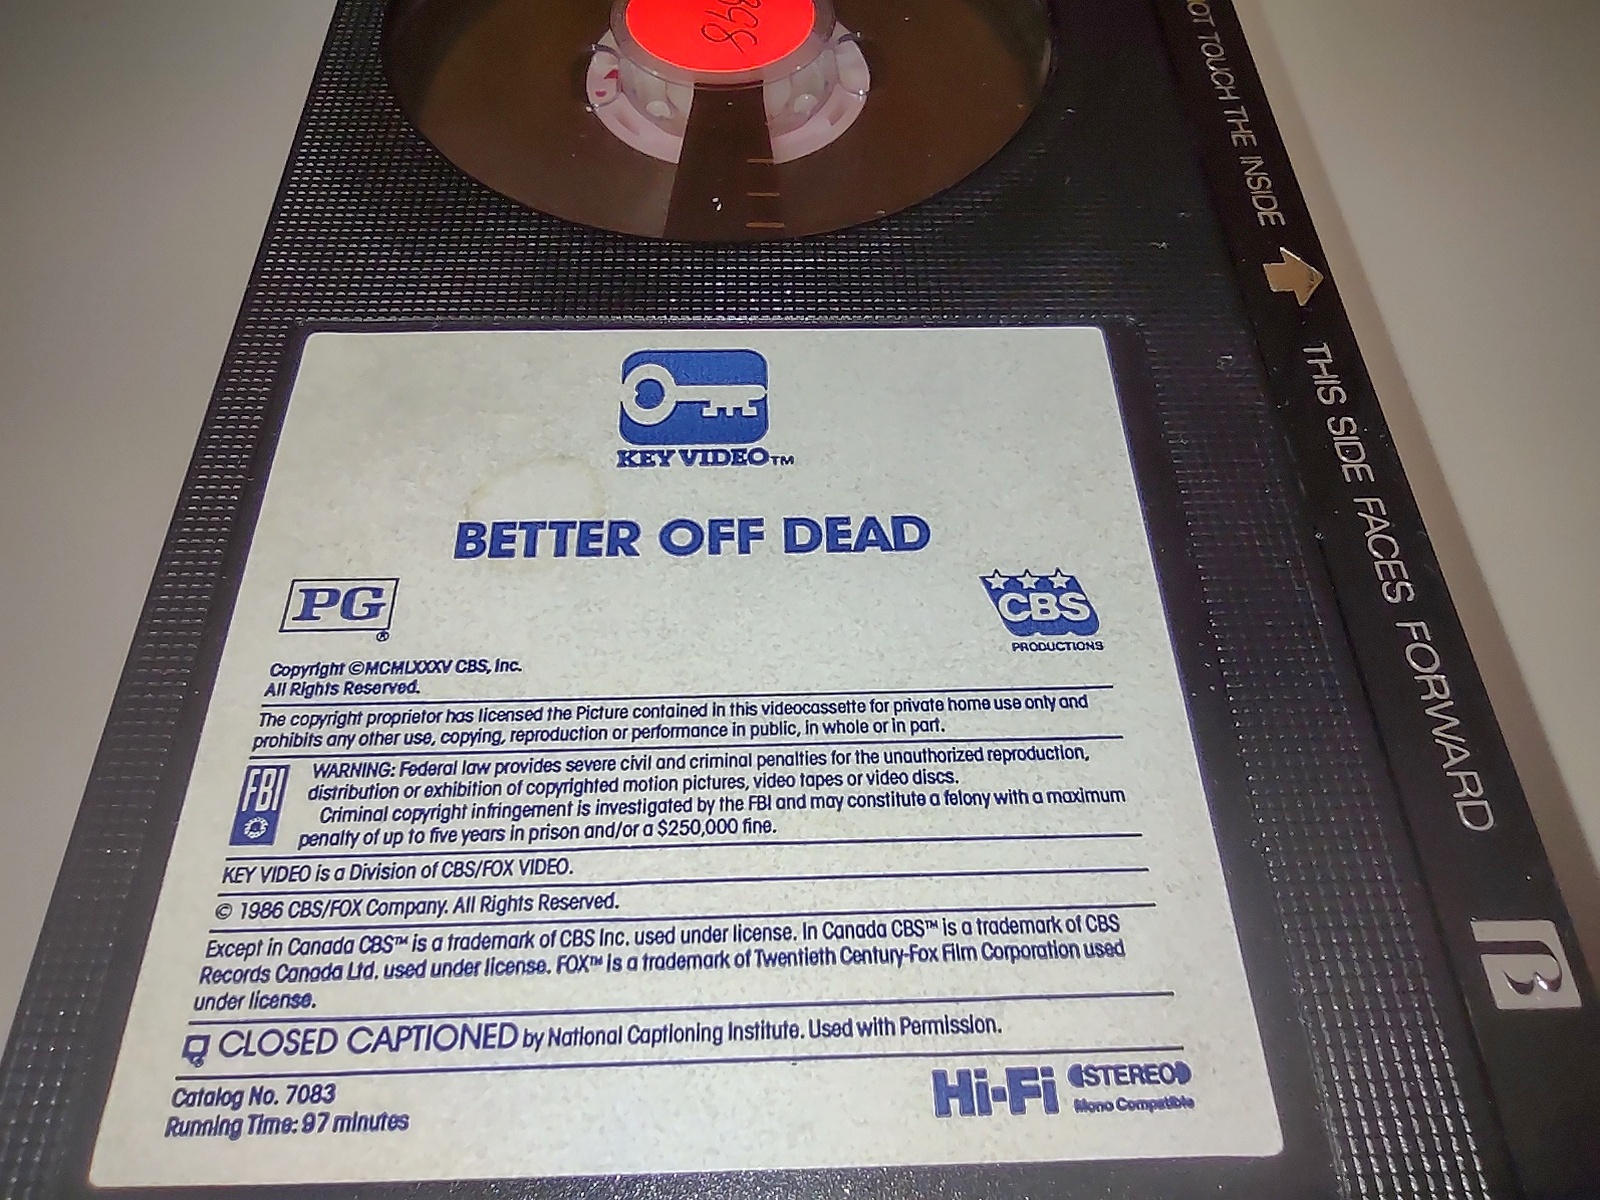 898
OT TOUCH THE INSIDE
THIS SIDE FACES FORWARD
KEY VIDEO™
BETTER OFF DEAD
PG
®
CBS
PRODUCTIONS
Copyright ©MCMLXXXV CBS, Inc.
All Rights Reserved.
The copyright proprietor has licensed the Picture contained in this videocassette for private home use only and
prohibits any other use, copying, reproduction or performance in public, in whole or in part.
FBI
WARNING: Federal law provides severe civil and criminal penalties for the unauthorized reproduction,
distribution or exhibition of copyrighted motion pictures, video tapes or video discs.
Criminal copyright infringement is investigated by the FBI and may constitute a felony with a maximum
penalty of up to five years in prison and/or a $250,000 fine.
KEY VIDEO is a Division of CBS/FOX VIDEO.
© 1986 CBS/FOX Company. All Rights Reserved.
Except in Canada CBS™ is a trademark of CBS Inc. used under license. In Canada CBS™ is a trademark of CBS
Records Canada Ltd. used under license. FOX™ is a trademark of Twentieth Century-Fox Film Corporation used
under license.
CLOSED CAPTIONED by National Captioning Institute. Used with Permission.
Catalog No. 7083
Running Time: 97 minutes
Hi-Fi STEREO
Mono Compatible
β